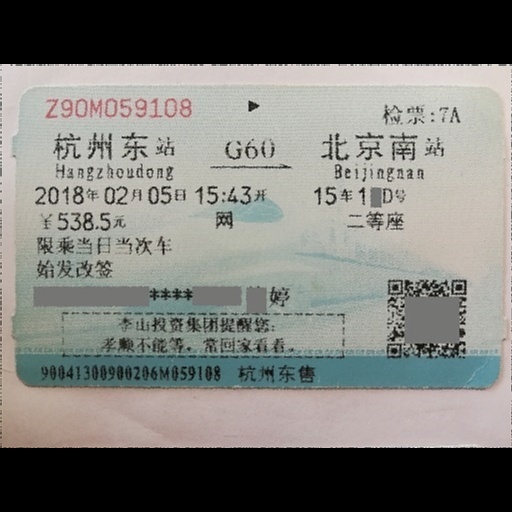 Z90M059108
检票:7A
杭州东站 G60 北京南站
Hangzhoudong Beijingnan
2018年02月05日15:43开 15车1 D号
￥538.5元 网 二等座
限乘当日当次车
始发改签
**** 婷
李山投资集团提醒您:
孝顺不能等,常回家看看。
90041300900206M059108 杭州东售